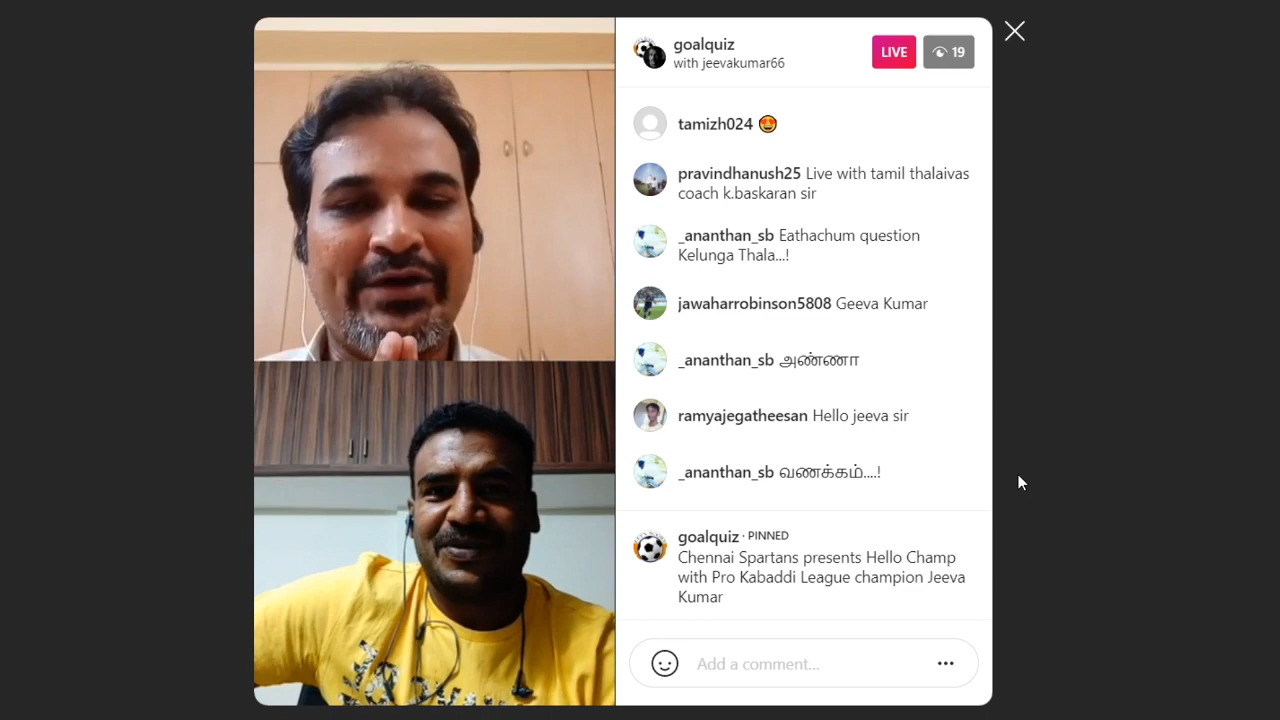 goalquiz
with jeevakumar66
LIVE
19
tamizh024 😍
pravindhanush25 Live with tamil thalaivas
coach k.baskaran sir
_ananthan_sb Eathachum question
Kelunga Thala...!
jawaharrobinson5808 Geeva Kumar
_ananthan_sb அண்ணா
ramyajegatheesan Hello jeeva sir
_ananthan_sb வணக்கம்....!
goalquiz · PINNED
Chennai Spartans presents Hello Champ
with Pro Kabaddi League champion Jeeva
Kumar
Add a comment...